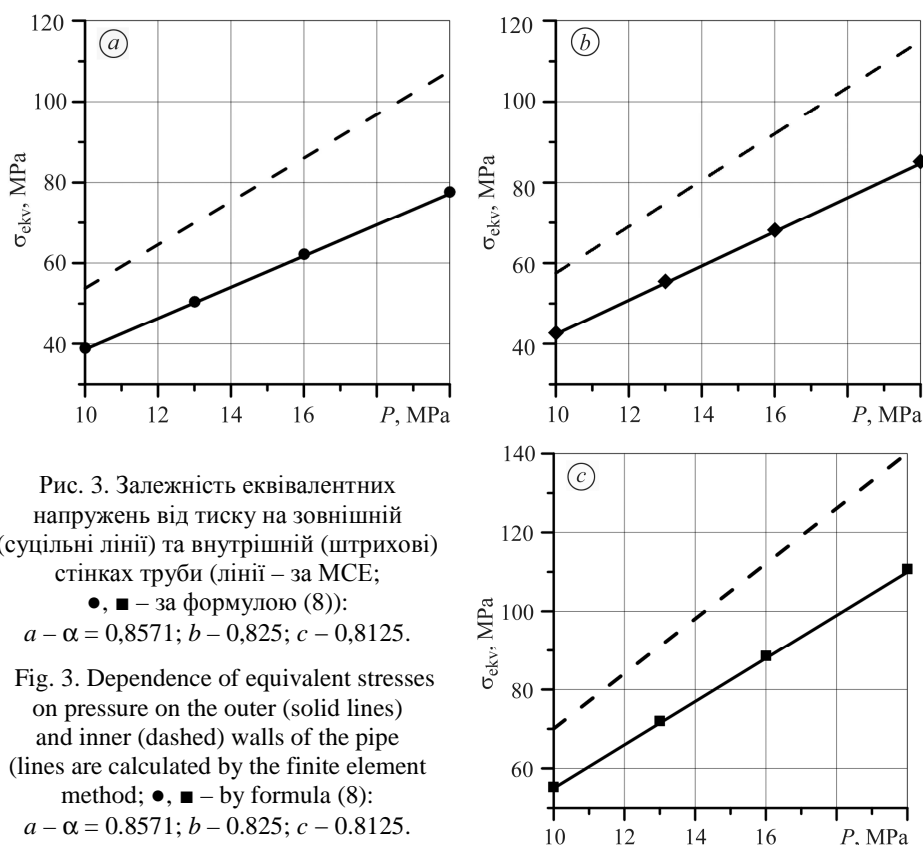 120
100
80
60
40
σekv, MPa
a
10 12 14 16 P, MPa
120
100
80
60
40
σekv, MPa
b
10 12 14 16 P, MPa
Рис. 3. Залежність еквівалентних
напружень від тиску на зовнішній
(суцільні лінії) та внутрішній (штрихові)
стінках труби (лінії – за МСЕ;
●, ■ – за формулою (8)):
a – α = 0,8571; b – 0,825; c – 0,8125.
Fig. 3. Dependence of equivalent stresses
on pressure on the outer (solid lines)
and inner (dashed) walls of the pipe
(lines are calculated by the finite element
method; ●, ■ – by formula (8):
a – α = 0.8571; b – 0.825; c – 0.8125.
140
120
100
80
60
σekv, MPa
c
10 12 14 16 P, MPa